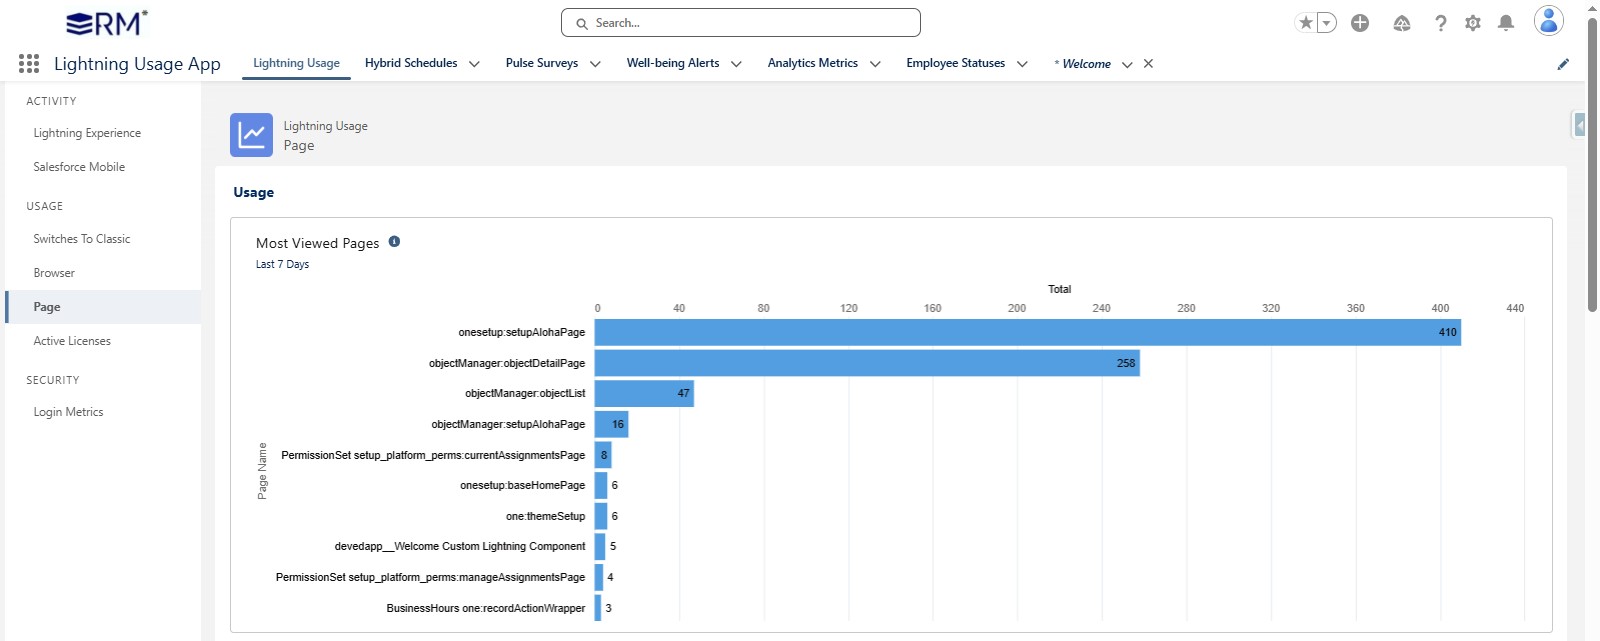 RM*
Search...
Lightning Usage App
Lightning Usage
Hybrid Schedules
Pulse Surveys
Well-being Alerts
Analytics Metrics
Employee Statuses
* Welcome
ACTIVITY
Lightning Experience
Salesforce Mobile
USAGE
Switches To Classic
Browser
Page
Active Licenses
SECURITY
Login Metrics
Lightning Usage
Page
Usage
Most Viewed Pages
Last 7 Days
Total
0 40 80 120 160 200 240 280 320 360 400 440
Page Name
onesetup:setupAlohaPage 410
objectManager:objectDetailPage 258
objectManager:objectList 47
objectManager:setupAlohaPage 16
PermissionSet setup_platform_perms:currentAssignmentsPage 8
onesetup:baseHomePage 6
one:themeSetup 6
devedapp__Welcome Custom Lightning Component 5
PermissionSet setup_platform_perms:manageAssignmentsPage 4
BusinessHours one:recordActionWrapper 3